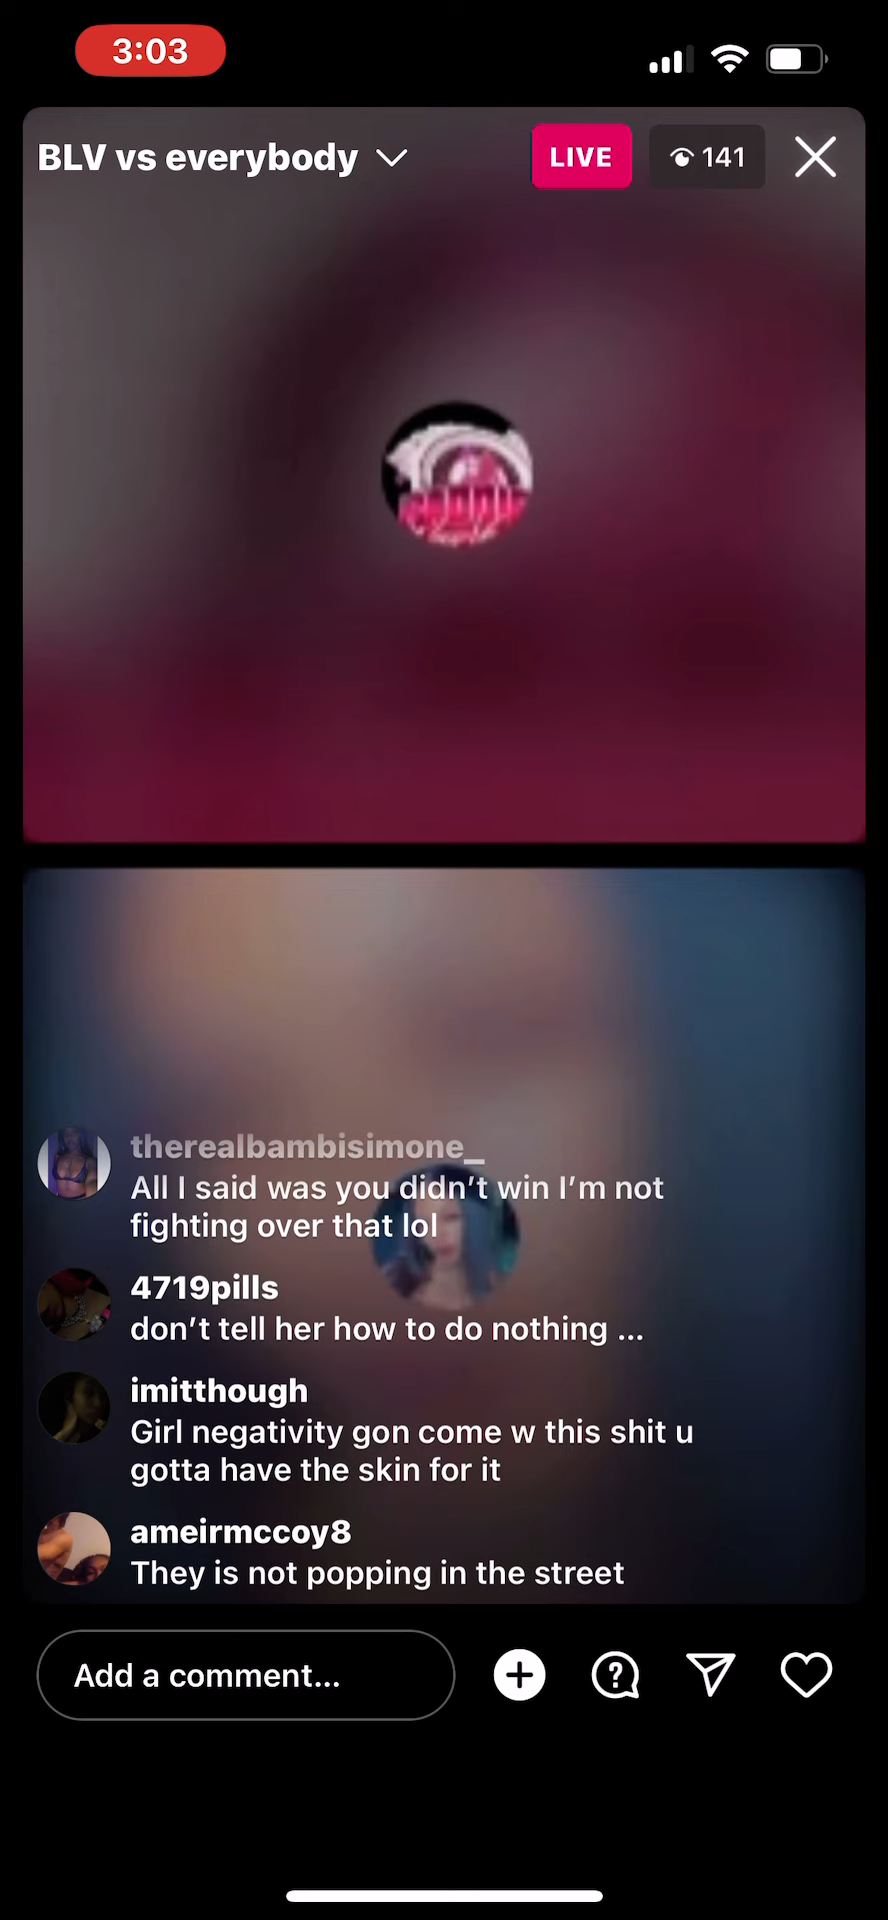 3:03
BLV vs everybody
LIVE
141
therealbambisimone_
All I said was you didn’t win I’m not
fighting over that lol
4719pills
don’t tell her how to do nothing ...
imitthough
Girl negativity gon come w this shit u
gotta have the skin for it
ameirmccoy8
They is not popping in the street
Add a comment...